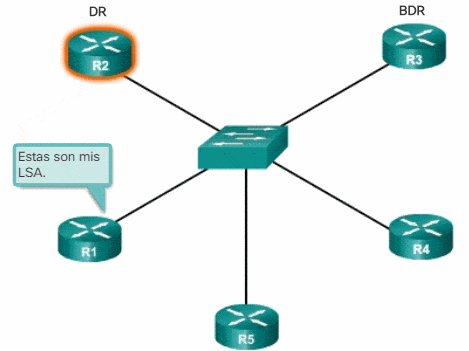 DR
BDR
R2
R3
Estas son mis
LSA.
R1
R4
R5